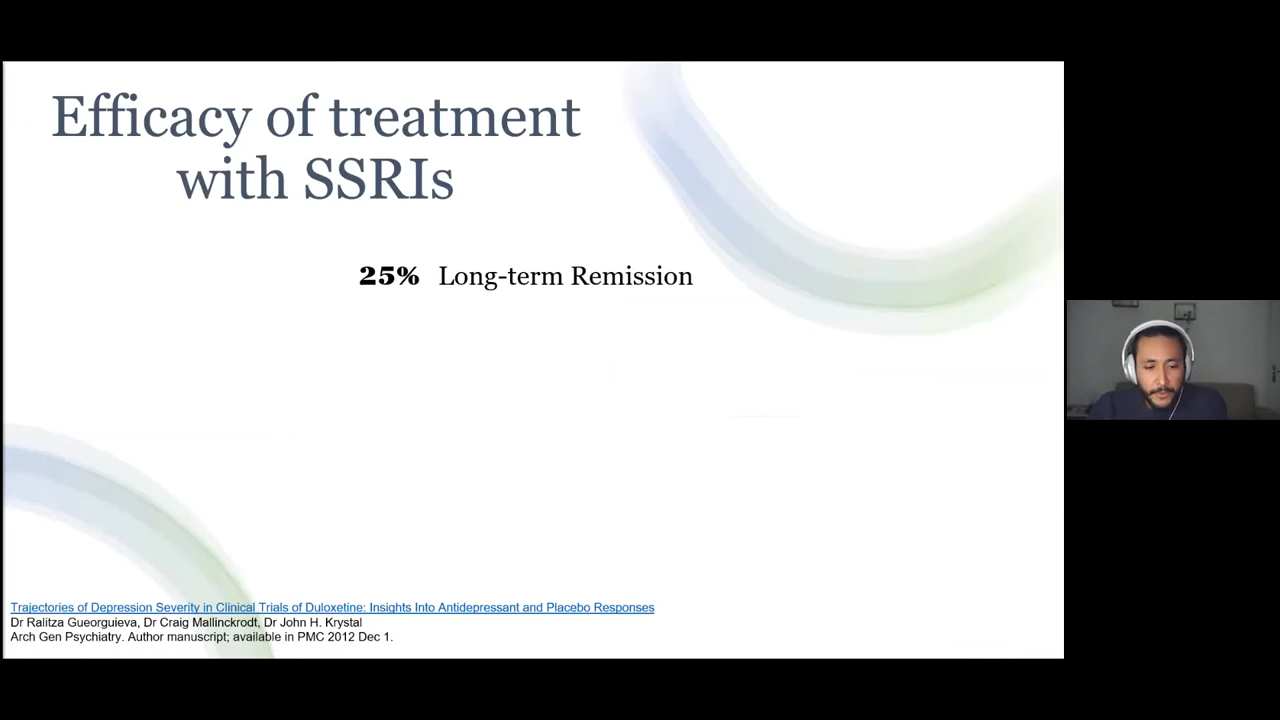 Efficacy of treatment
with SSRIs
25% Long-term Remission
Trajectories of Depression Severity in Clinical Trials of Duloxetine: Insights Into Antidepressant and Placebo Responses
Dr Ralitza Gueorguieva, Dr Craig Mallinckrodt, Dr John H. Krystal
Arch Gen Psychiatry. Author manuscript; available in PMC 2012 Dec 1.